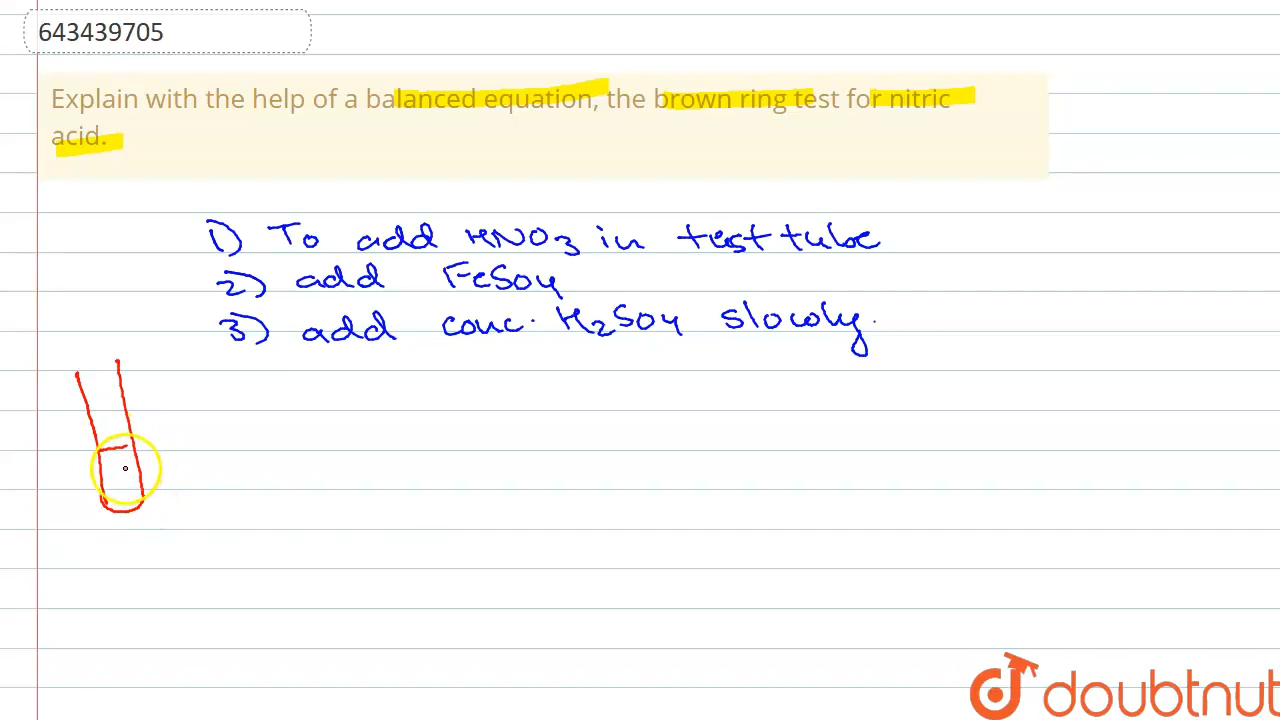 643439705
Explain with the help of a balanced equation, the brown ring test for nitric
acid.
1) To add HNO3 in test tube
2) add FeSO4
3) add conc. H2SO4 slowly.
doubtnut